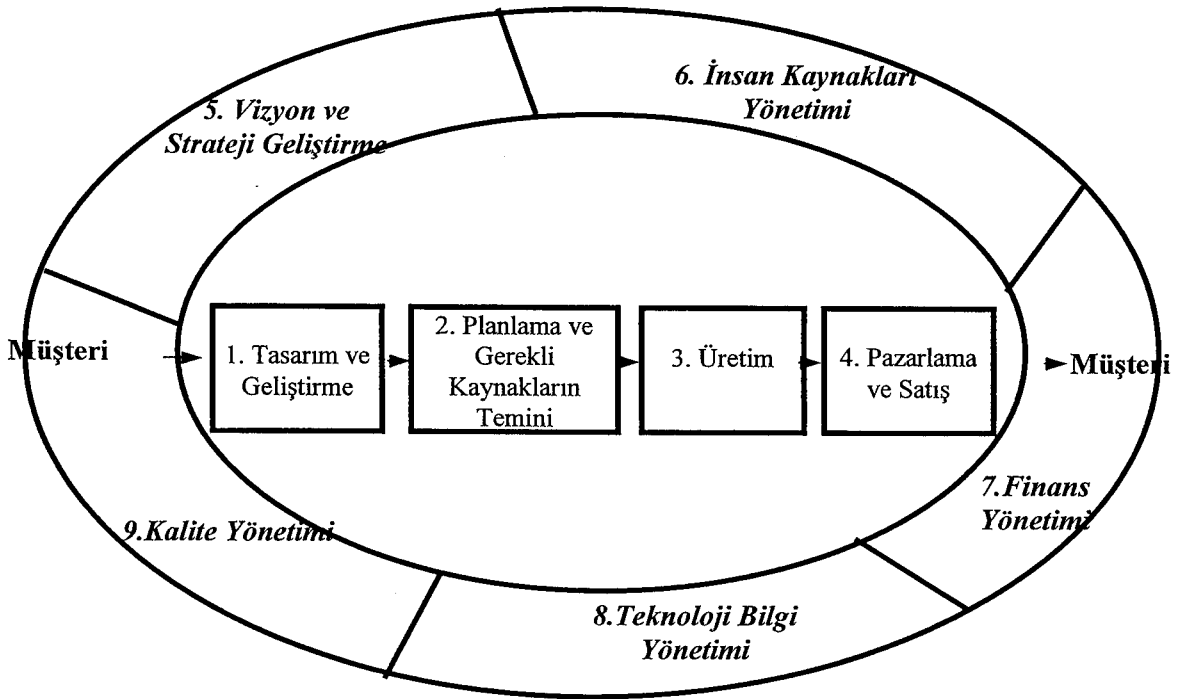 6. İnsan Kaynakları
Yönetimi
5. Vizyon ve
Strateji Geliştirme
Müşteri
1. Tasarım ve
Geliştirme
2. Planlama ve
Gerekli
Kaynakların
Temini
3. Üretim
4. Pazarlama
ve Satış
Müşteri
7.Finans
Yönetimi
9.Kalite Yönetimi
8.Teknoloji Bilgi
Yönetimi